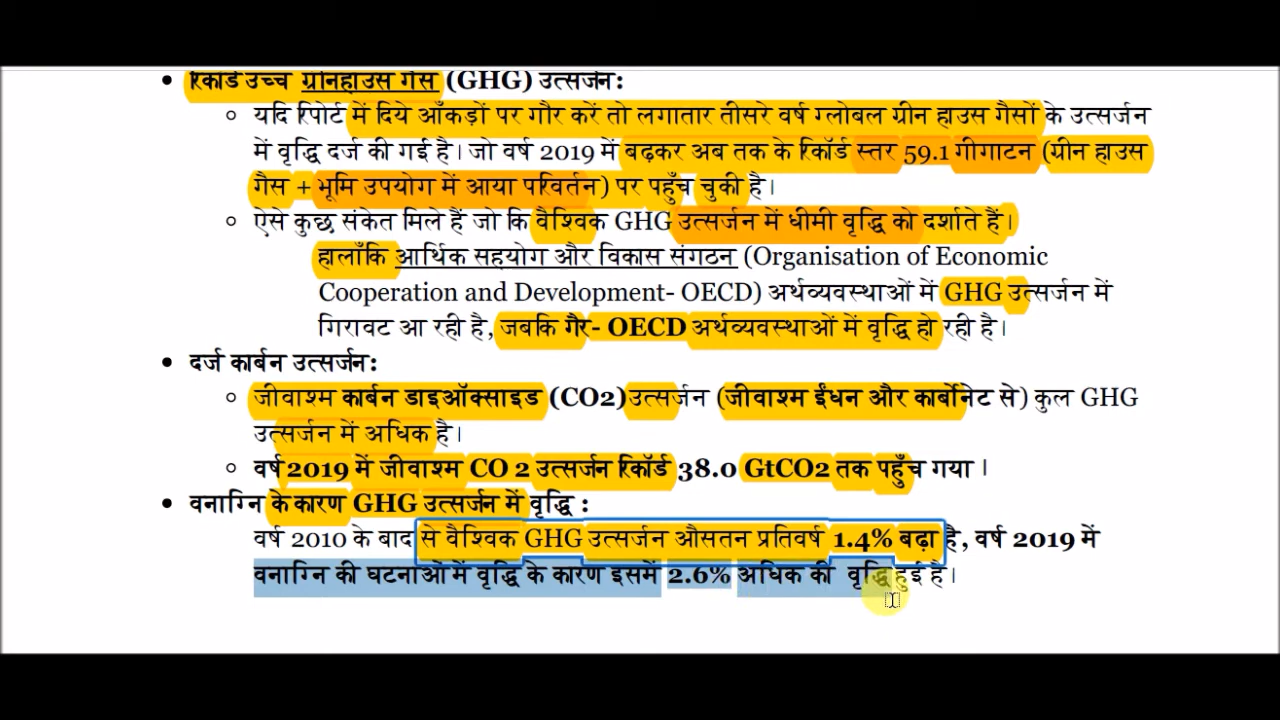 • रिकॉर्ड उच्च ग्रीनहाउस गैस (GHG) उत्सर्जन:
○ यदि रिपोर्ट में दिये आँकड़ों पर गौर करें तो लगातार तीसरे वर्ष ग्लोबल ग्रीन हाउस गैसों के उत्सर्जन
में वृद्धि दर्ज की गई है। जो वर्ष 2019 में बढ़कर अब तक के रिकॉर्ड स्तर 59.1 गीगाटन (ग्रीन हाउस
गैस + भूमि उपयोग में आया परिवर्तन) पर पहुँच चुकी है।
○ ऐसे कुछ संकेत मिले हैं जो कि वैश्विक GHG उत्सर्जन में धीमी वृद्धि को दर्शाते हैं।
हालाँकि आर्थिक सहयोग और विकास संगठन (Organisation of Economic
Cooperation and Development- OECD) अर्थव्यवस्थाओं में GHG उत्सर्जन में
गिरावट आ रही है, जबकि गैर- OECD अर्थव्यवस्थाओं में वृद्धि हो रही है।
• दर्ज कार्बन उत्सर्जन:
○ जीवाश्म कार्बन डाइऑक्साइड (CO2)उत्सर्जन (जीवाश्म ईंधन और कार्बोनेट से) कुल GHG
उत्सर्जन में अधिक है।
○ वर्ष 2019 में जीवाश्म CO 2 उत्सर्जन रिकॉर्ड 38.0 GtCO2 तक पहुँच गया ।
• वनाग्नि के कारण GHG उत्सर्जन में वृद्धि :
वर्ष 2010 के बाद से वैश्विक GHG उत्सर्जन औसतन प्रतिवर्ष 1.4% बढ़ा है, वर्ष 2019 में
वनाग्नि की घटनाओं में वृद्धि के कारण इसमें 2.6% अधिक की वृद्धि हुई है।